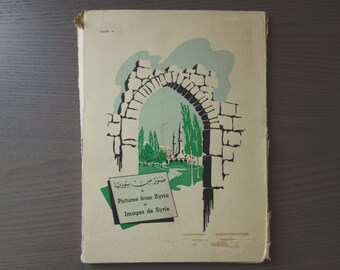 صور من سوريا
Pictures from Syria
Images de Syrie